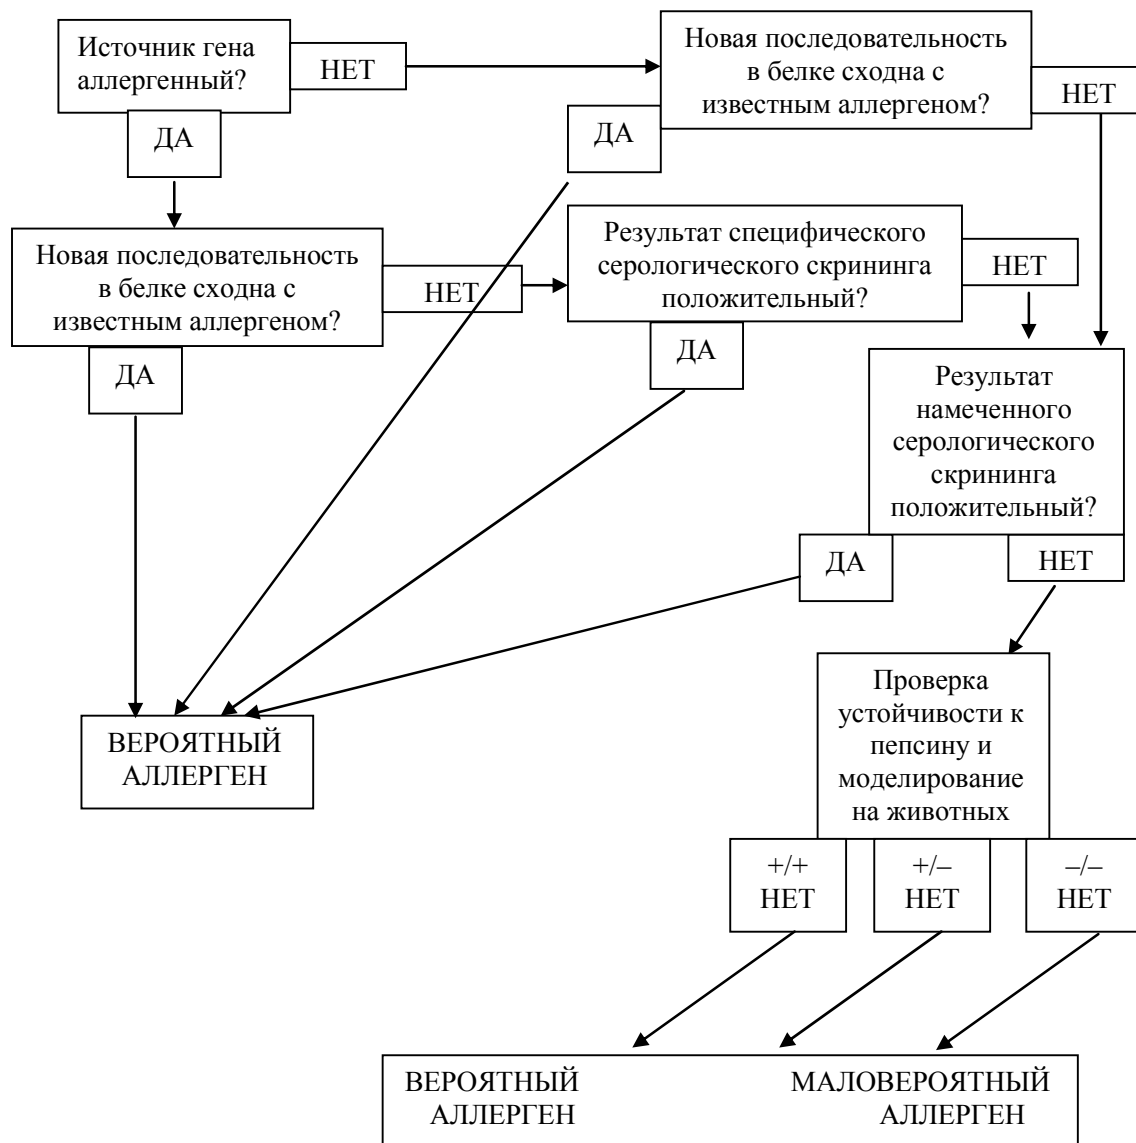 Источник гена
аллергенный?
НЕТ
ДА
Новая последовательность
в белке сходна с
известным аллергеном?
НЕТ
ДА
Новая последовательность
в белке сходна с
известным аллергеном?
НЕТ
ДА
Результат специфического
серологического скрининга
положительный?
НЕТ
ДА
Результат
намеченного
серологического
скрининга
положительный?
ДА
НЕТ
ВЕРОЯТНЫЙ
АЛЛЕРГЕН
Проверка
устойчивости к
пепсину и
моделирование
на животных
+/+
НЕТ
+/–
НЕТ
–/–
НЕТ
ВЕРОЯТНЫЙ
АЛЛЕРГЕН
МАЛОВЕРОЯТНЫЙ
АЛЛЕРГЕН